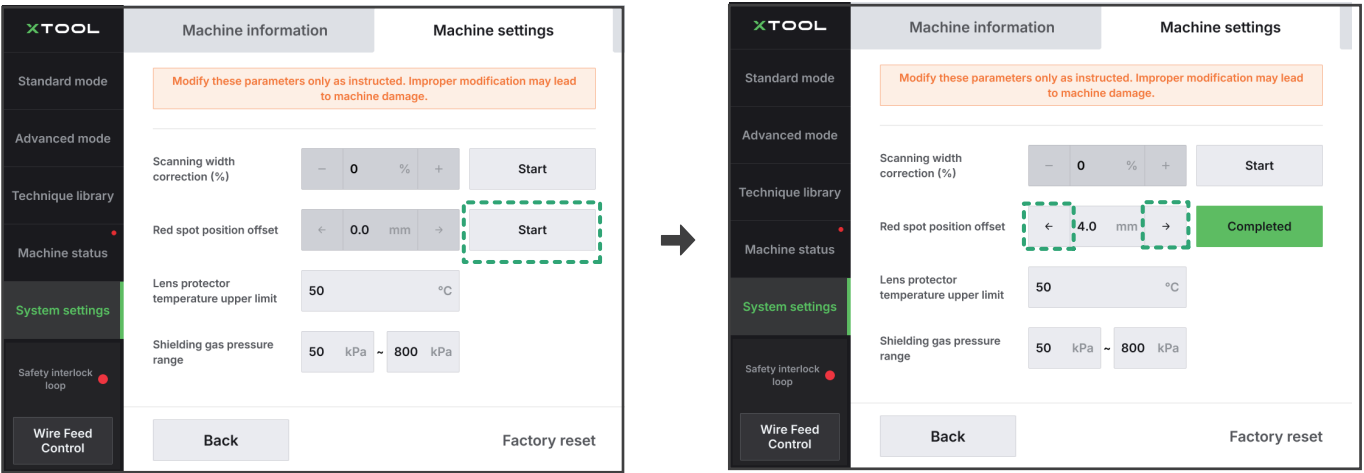 XTOOL
Machine information
Machine settings
Standard mode
Advanced mode
Technique library
Machine status
System settings
Safety interlock
loop
Wire Feed
Control
Modify these parameters only as instructed. Improper modification may lead
to machine damage.
Scanning width
correction (%)
− 0 % +
Start
Red spot position offset
← 0.0 mm →
Start
Lens protector
temperature upper limit
50 °C
Shielding gas pressure
range
50 kPa ~ 800 kPa
Back
Factory reset
XTOOL
Machine information
Machine settings
Standard mode
Advanced mode
Technique library
Machine status
System settings
Safety interlock
loop
Wire Feed
Control
Modify these parameters only as instructed. Improper modification may lead
to machine damage.
Scanning width
correction (%)
− 0 % +
Start
Red spot position offset
← 4.0 mm →
Completed
Lens protector
temperature upper limit
50 °C
Shielding gas pressure
range
50 kPa ~ 800 kPa
Back
Factory reset